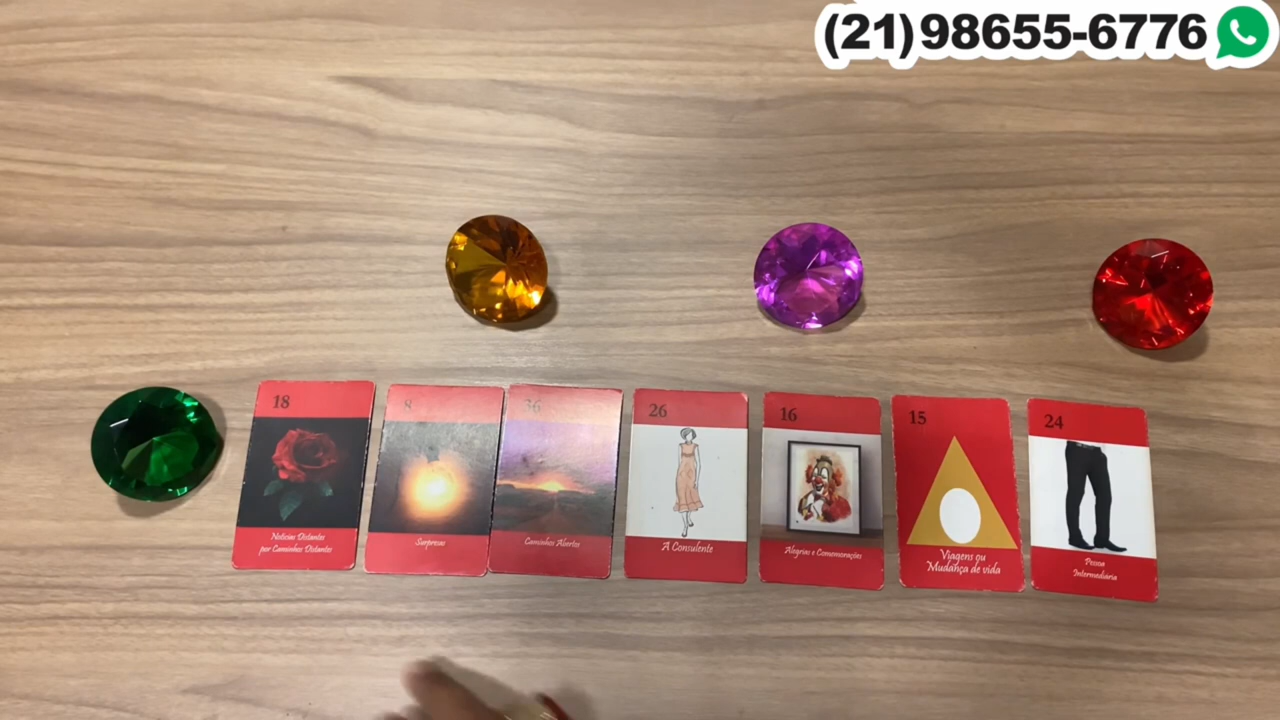 (21)98655-6776
18
Notícias Distantes
por Caminhos Distantes
8
Surpresas
36
Caminhos Abertos
26
A Consulente
16
Alegrias e Comemorações
15
Viagens ou
Mudança de vida
24
Pessoa
Intermediária